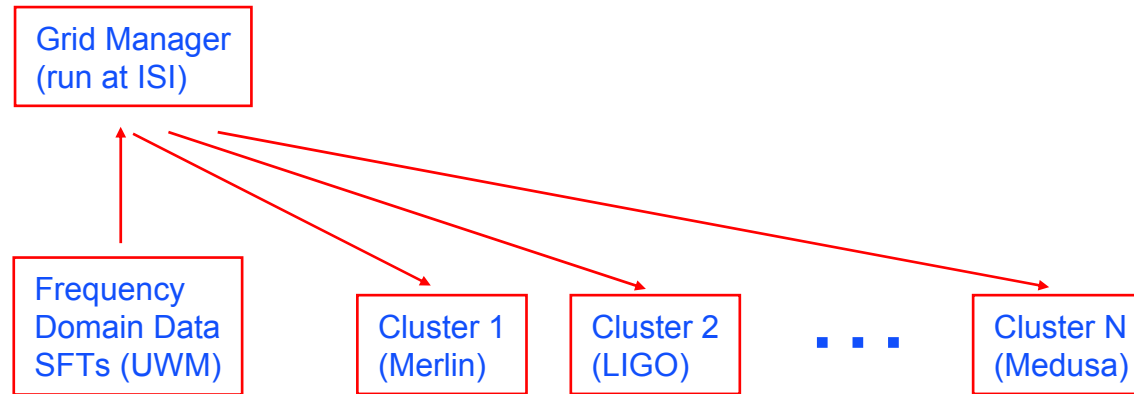 Grid Manager
(run at ISI)
Frequency
Domain Data
SFTs (UWM)
Cluster 1
(Merlin)
Cluster 2
(LIGO)
. . .
Cluster N
(Medusa)